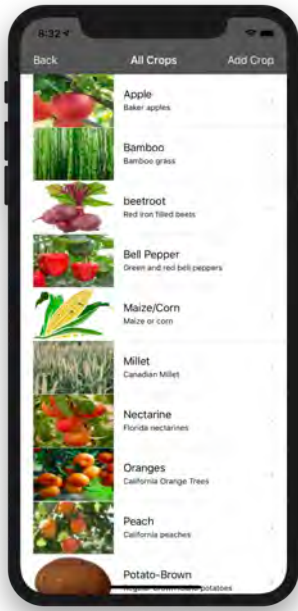 8:32
Back All Crops Add Crop
Apple
Baker apples
Bamboo
Bamboo grass
beetroot
Red iron filled beets
Bell Pepper
Green and red bell peppers
Maize/Corn
Maize or corn
Millet
Canadian Millet
Nectarine
Florida nectarines
Oranges
California Orange Trees
Peach
California peaches
Potato-Brown
potatoes